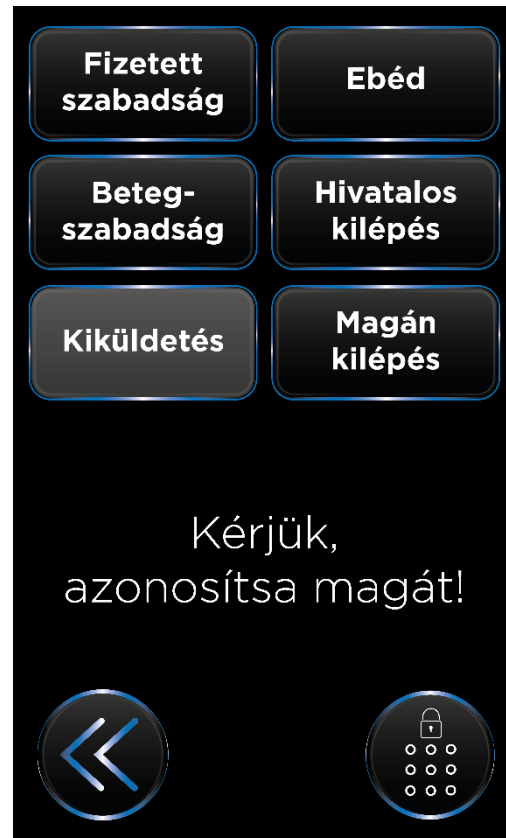 Fizetett
szabadság
Ebéd
Beteg-
szabadság
Hivatalos
kilépés
Kiküldetés
Magán
kilépés
Kérjük,
azonosítsa magát!